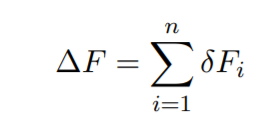 ΔF = ∑_{i=1}^{n} δF_i